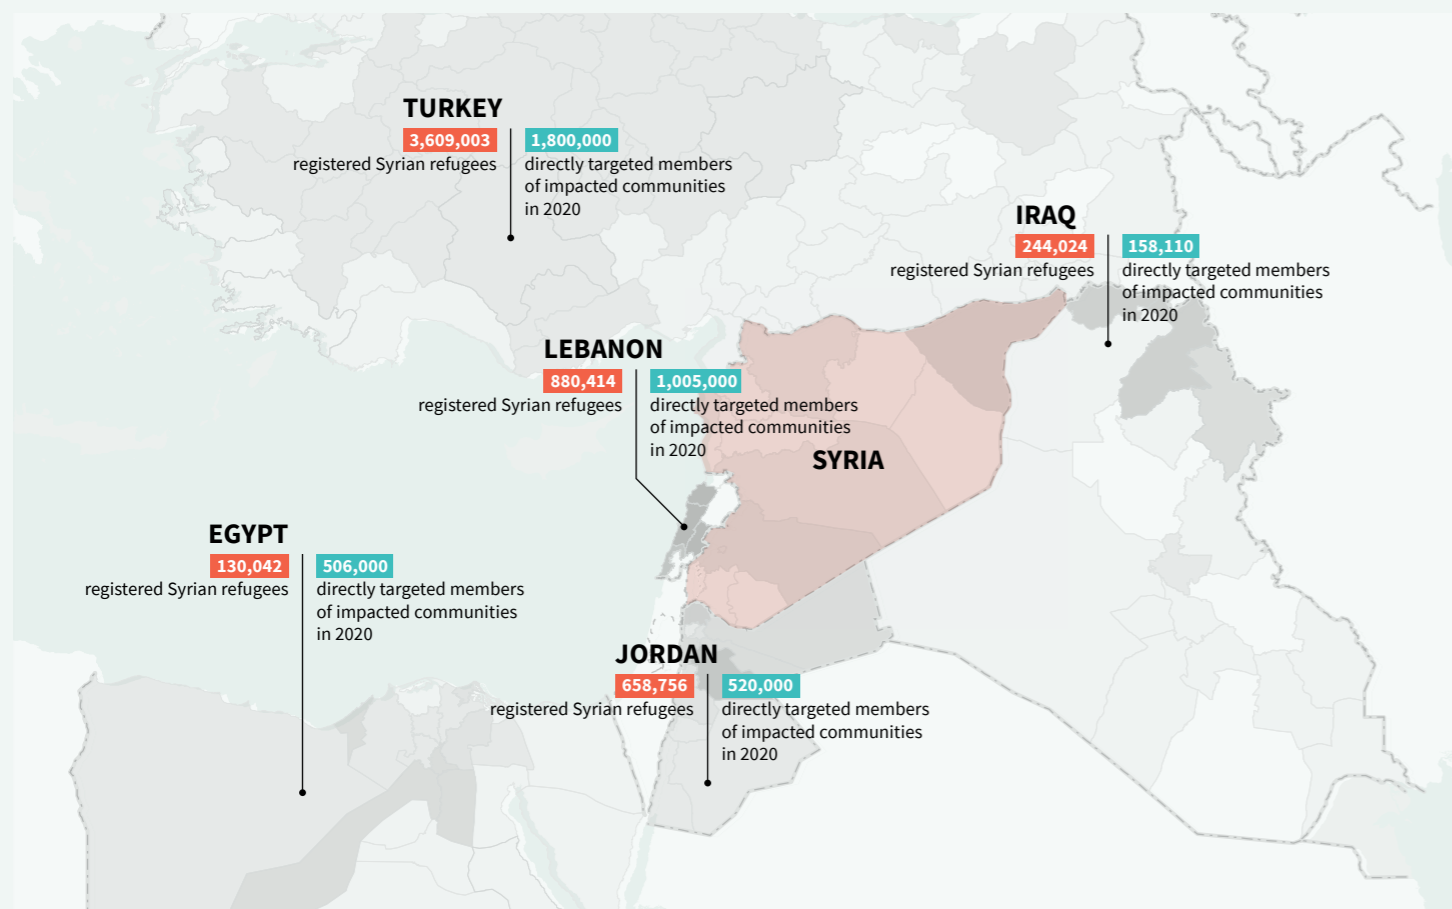 TURKEY
3,609,003
registered Syrian refugees
1,800,000
directly targeted members
of impacted communities
in 2020
IRAQ
244,024
registered Syrian refugees
158,110
directly targeted members
of impacted communities
in 2020
LEBANON
880,414
registered Syrian refugees
1,005,000
directly targeted members
of impacted communities
in 2020
SYRIA
EGYPT
130,042
registered Syrian refugees
506,000
directly targeted members
of impacted communities
in 2020
JORDAN
658,756
registered Syrian refugees
520,000
directly targeted members
of impacted communities
in 2020